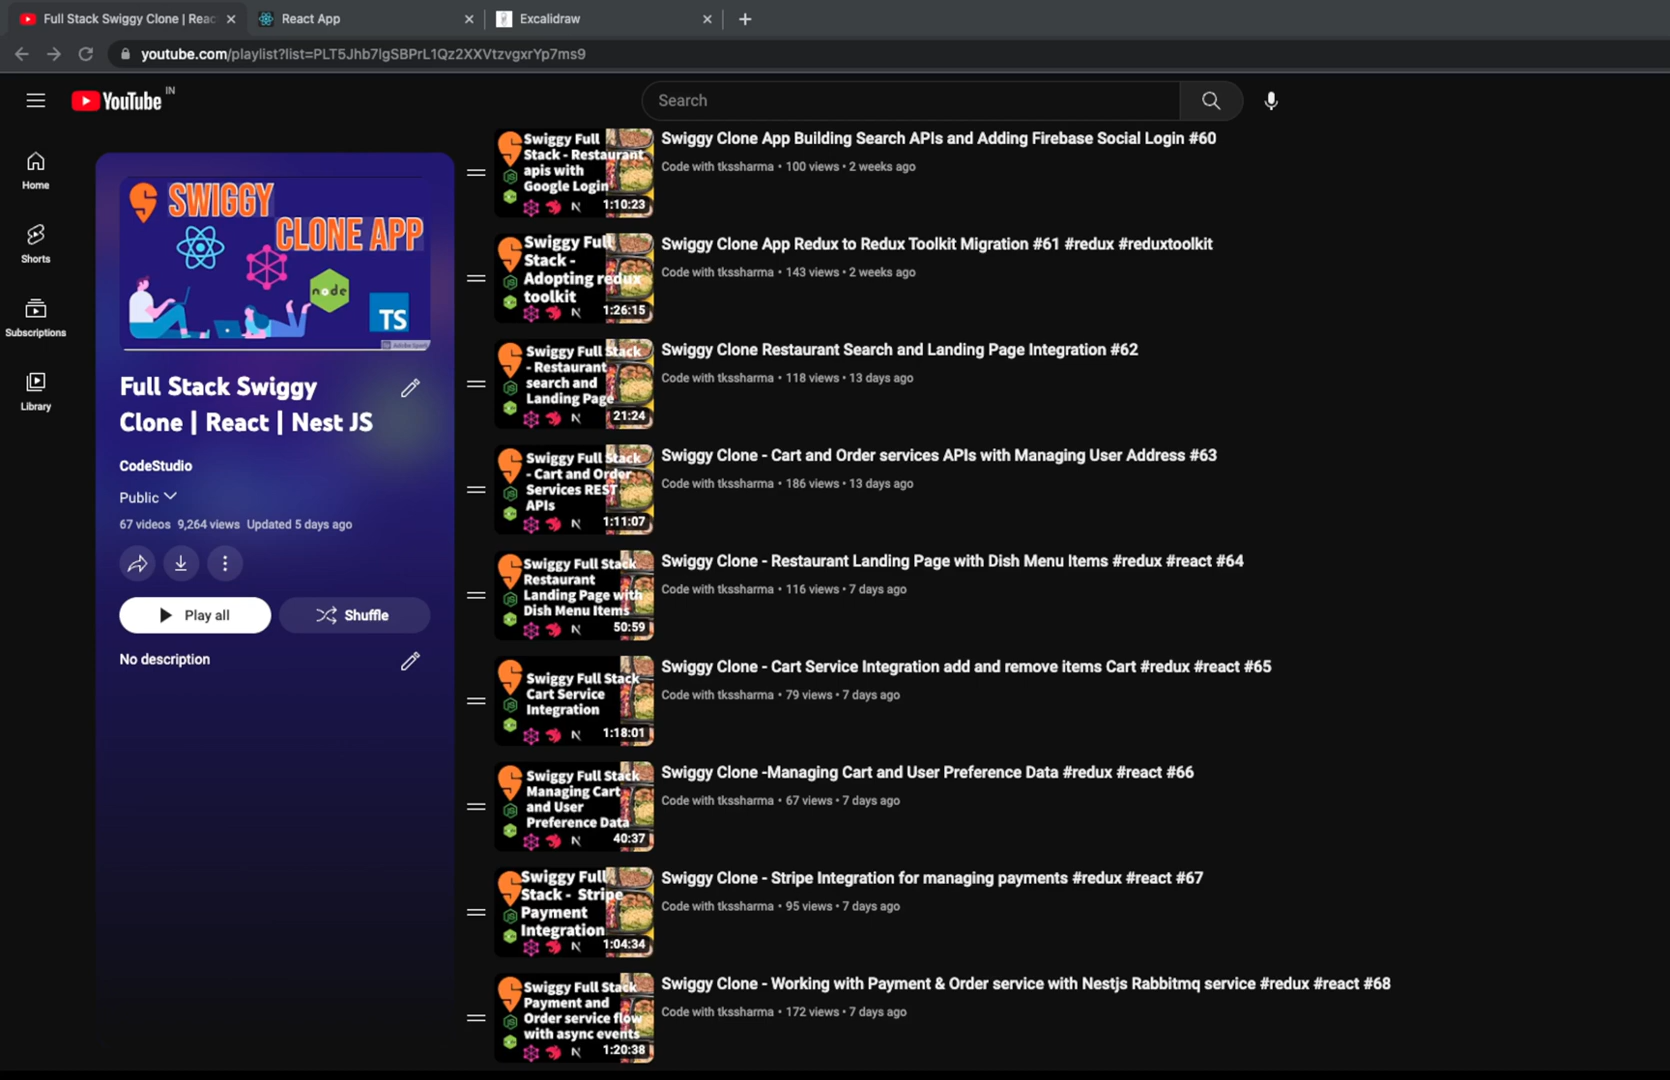 Full Stack Swiggy Clone | Reac
React App
Excalidraw
youtube.com/playlist?list=PLT5Jhb7lgSBPrL1Qz2XXVtzvgxrYp7ms9
YouTube IN
Search
Home
Shorts
Subscriptions
Library
SWIGGY
CLONE APP
node
TS
Adobe Spark
Full Stack Swiggy
Clone | React | Nest JS
CodeStudio
Public
67 videos 9,264 views Updated 5 days ago
Play all
Shuffle
No description
Swiggy Full
Stack - Restaurant
apis with
Google Login
N
1:10:23
Swiggy Clone App Building Search APIs and Adding Firebase Social Login #60
Code with tkssharma • 100 views • 2 weeks ago
Swiggy Full
Stack -
Adopting redux
toolkit
N
1:26:15
Swiggy Clone App Redux to Redux Toolkit Migration #61 #redux #reduxtoolkit
Code with tkssharma • 143 views • 2 weeks ago
Swiggy Full Stack
- Restaurant
search and
Landing Page
N
21:24
Swiggy Clone Restaurant Search and Landing Page Integration #62
Code with tkssharma • 118 views • 13 days ago
Swiggy Full Stack
- Cart and Order
Services REST
APIs
N
1:11:07
Swiggy Clone - Cart and Order services APIs with Managing User Address #63
Code with tkssharma • 186 views • 13 days ago
Swiggy Full Stack
Restaurant
Landing Page with
Dish Menu Items
N
50:59
Swiggy Clone - Restaurant Landing Page with Dish Menu Items #redux #react #64
Code with tkssharma • 116 views • 7 days ago
Swiggy Full Stack
Cart Service
Integration
N
1:18:01
Swiggy Clone - Cart Service Integration add and remove items Cart #redux #react #65
Code with tkssharma • 79 views • 7 days ago
Swiggy Full Stack
Managing Cart
and User
Preference Data
N
40:37
Swiggy Clone -Managing Cart and User Preference Data #redux #react #66
Code with tkssharma • 67 views • 7 days ago
Swiggy Full
Stack - Stripe
Payment
Integration
N
1:04:34
Swiggy Clone - Stripe Integration for managing payments #redux #react #67
Code with tkssharma • 95 views • 7 days ago
Swiggy Full Stack
Payment and
Order service flow
with async events
N
1:20:38
Swiggy Clone - Working with Payment & Order service with Nestjs Rabbitmq service #redux #react #68
Code with tkssharma • 172 views • 7 days ago